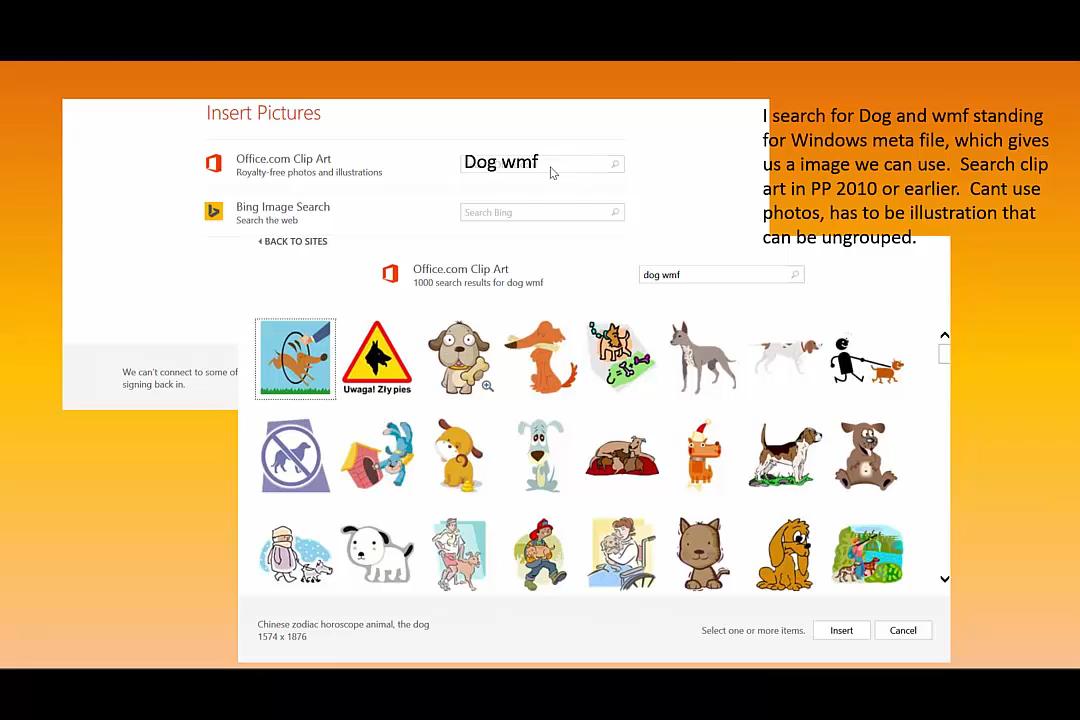 Insert Pictures
Office.com Clip Art
Royalty-free photos and illustrations
Dog wmf
Bing Image Search
Search the web
Search Bing
I search for Dog and wmf standing
for Windows meta file, which gives
us a image we can use.  Search clip
art in PP 2010 or earlier.  Cant use
photos, has to be illustration that
can be ungrouped.
We can't connect to some of
signing back in.
BACK TO SITES
Office.com Clip Art
1000 search results for dog wmf
dog wmf
Uwaga! Zły pies
Chinese zodiac horoscope animal, the dog
1574 x 1876
Select one or more items.
Insert
Cancel